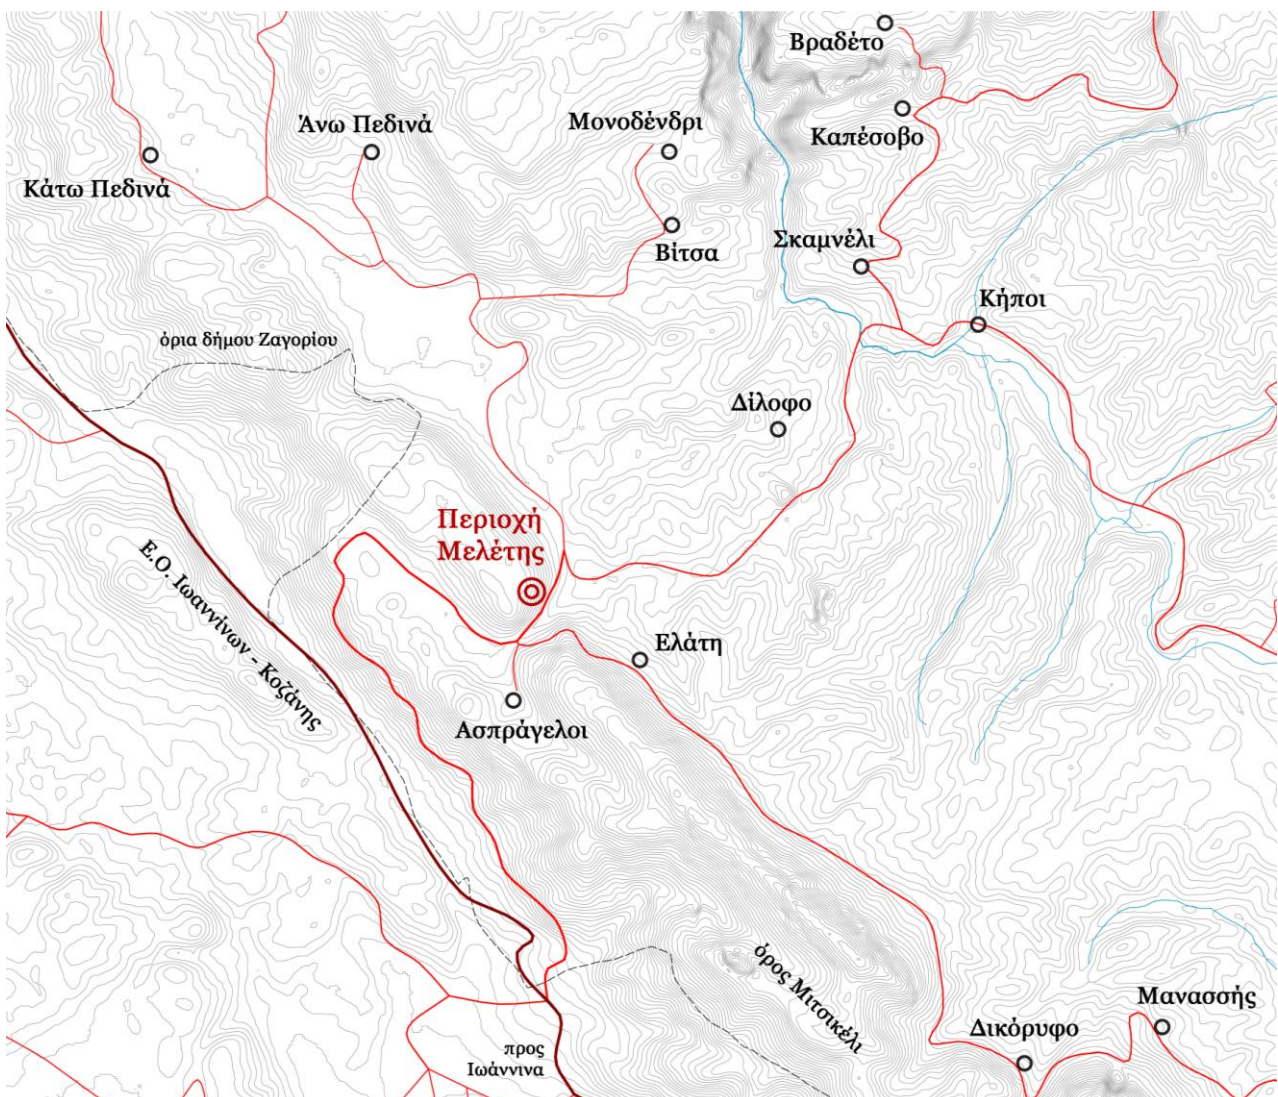 Βραδέτο
Μονοδένδρι
Άνω Πεδινά
Καπέσοβο
Κάτω Πεδινά
Βίτσα
Σκαμνέλι
Κήποι
όρια δήμου Ζαγορίου
Δίλοφο
Περιοχή
Μελέτης
Ε.Ο. Ιωαννίνων - Κοζάνης
Ελάτη
Ασπράγελοι
όρος Μιτσικέλι
Μανασσής
Δικόρυφο
προς
Ιωάννινα